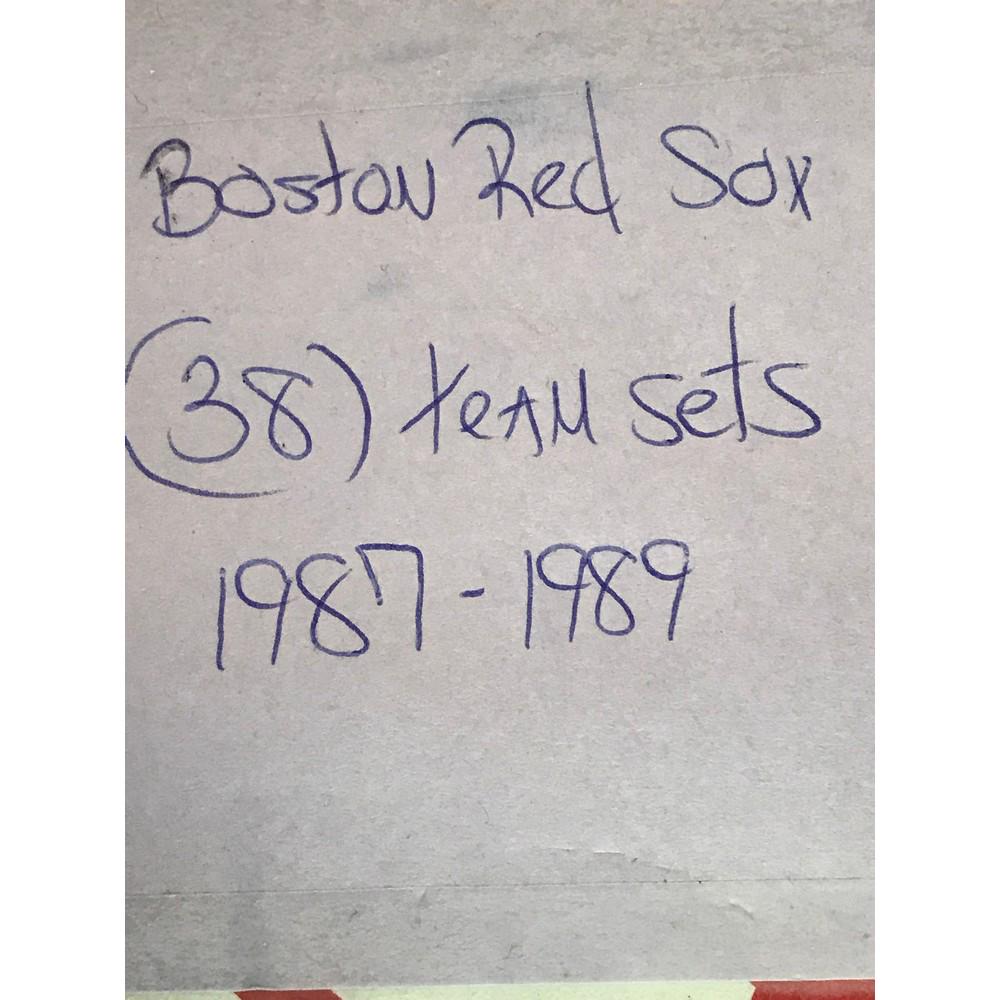 Boston Red Sox
(38) team sets
1987-1989